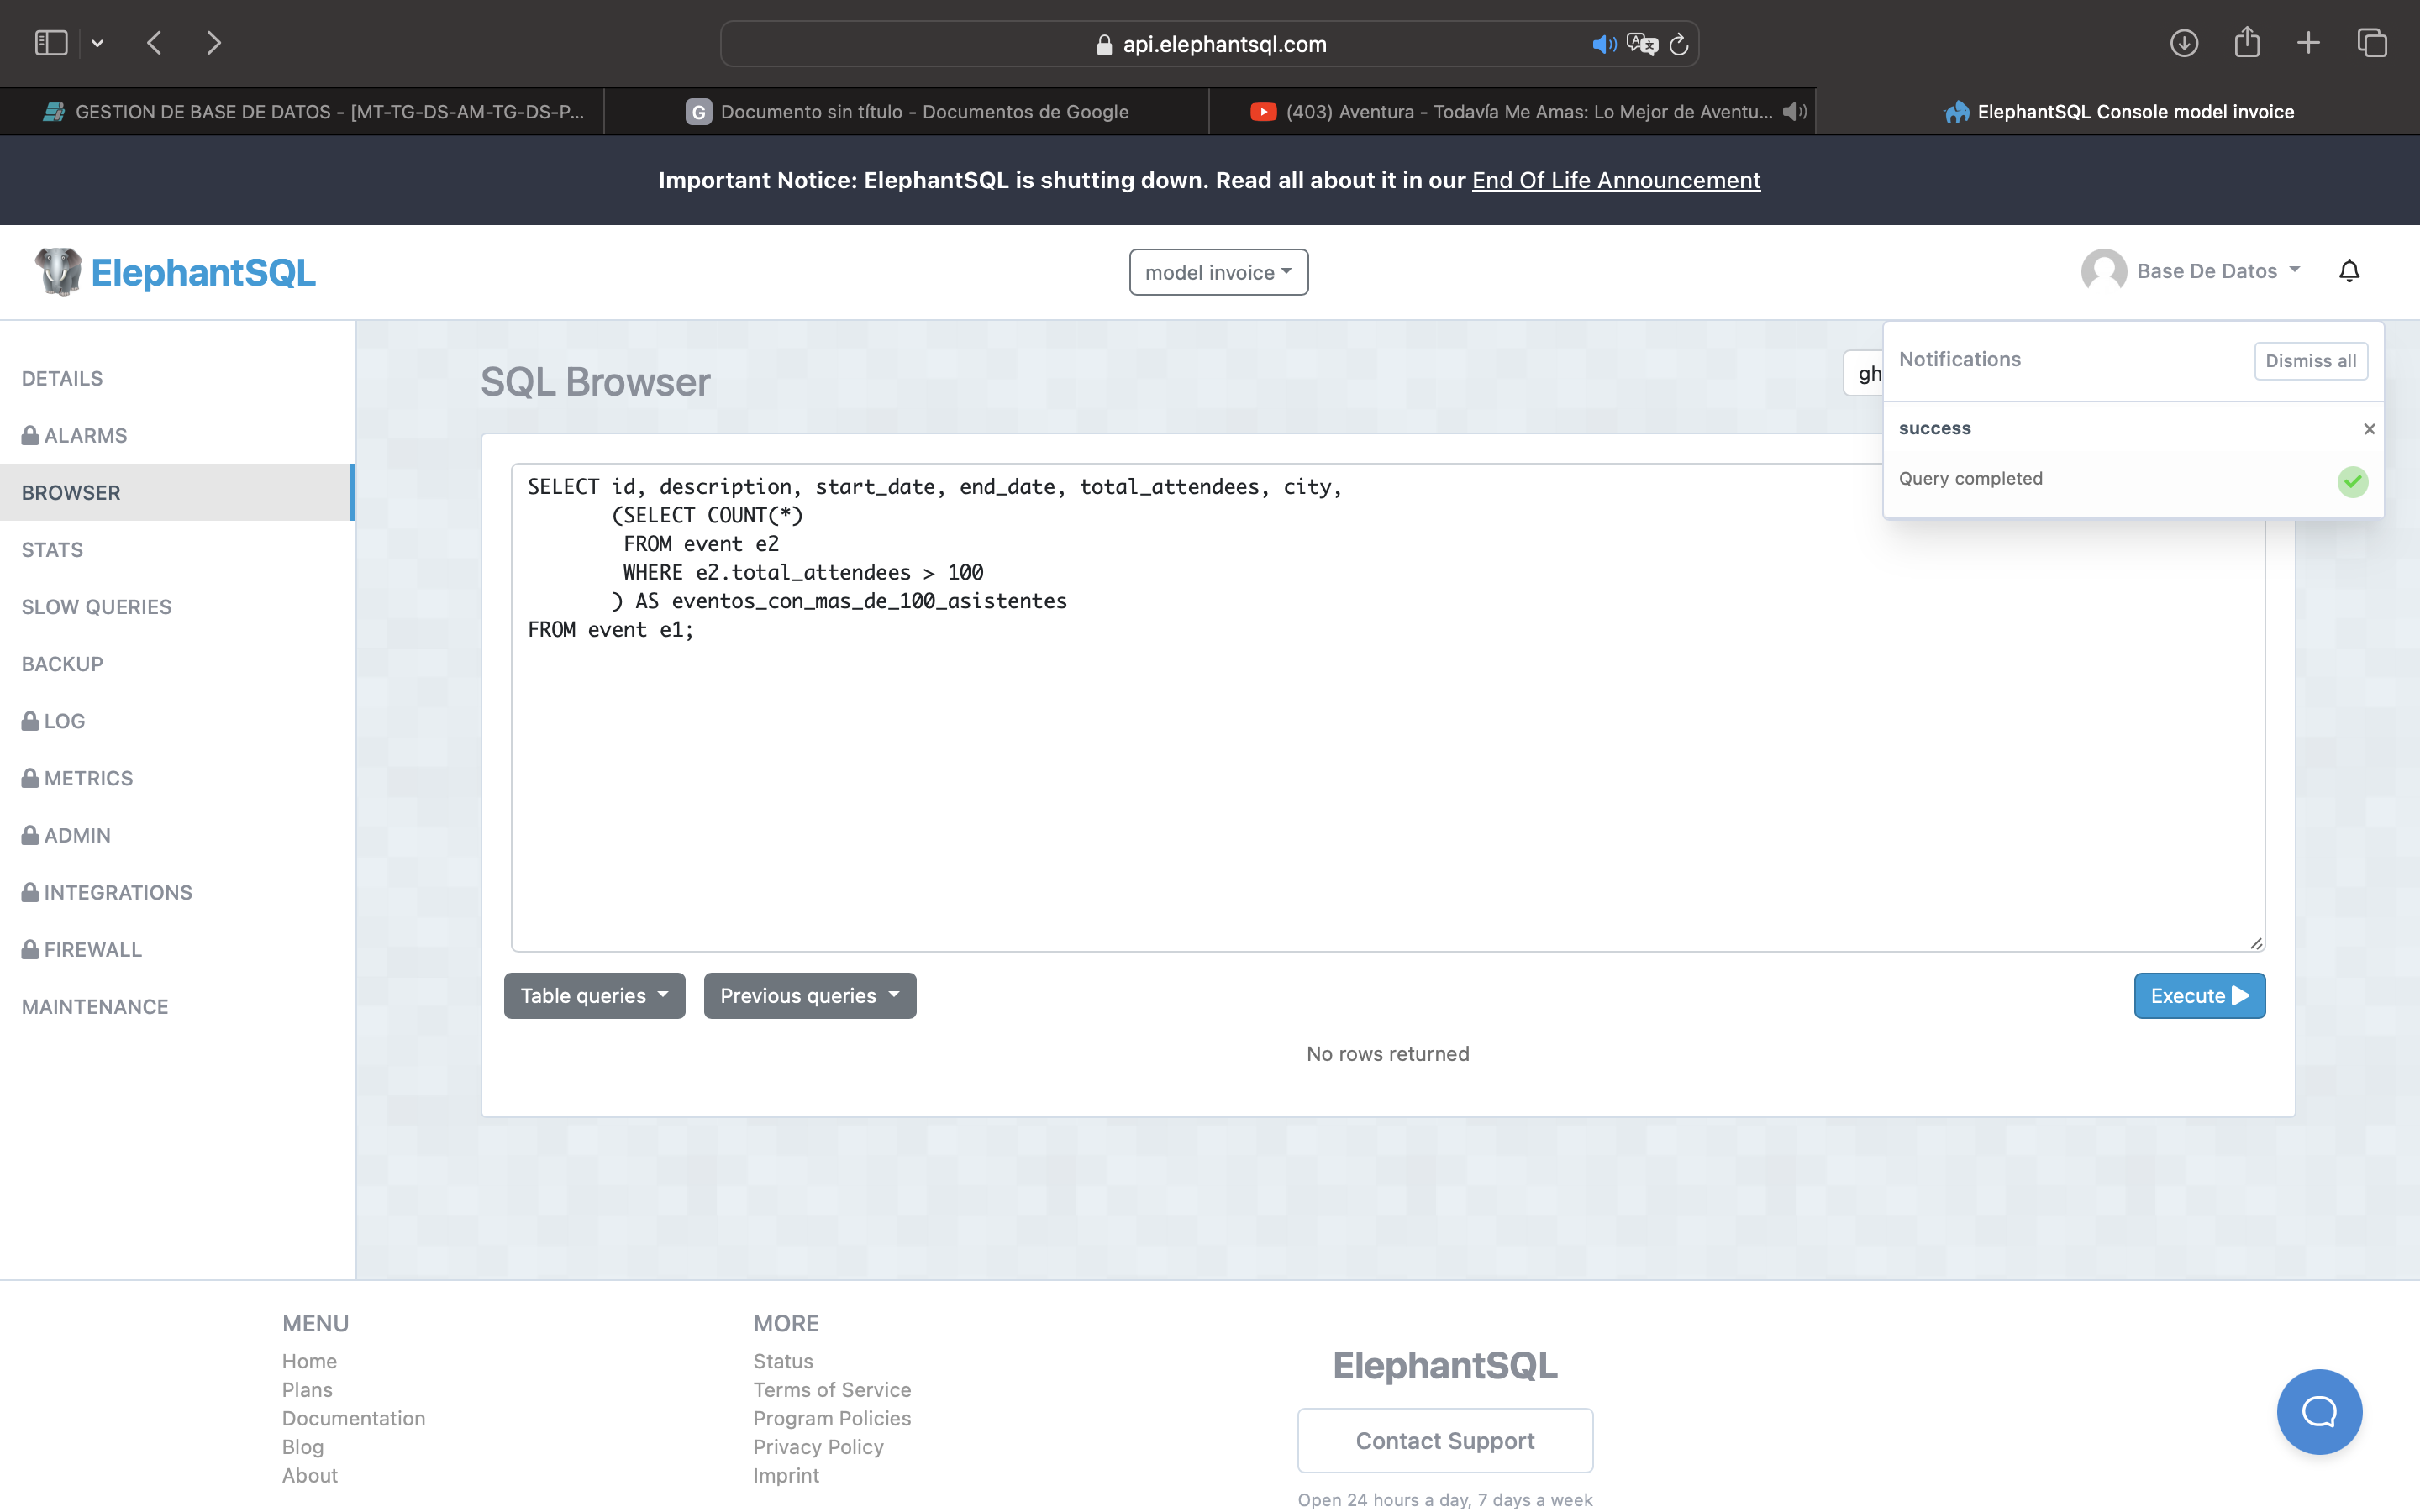 api.elephantsql.com
GESTION DE BASE DE DATOS - [MT-TG-DS-AM-TG-DS-P...
G Documento sin título - Documentos de Google
(403) Aventura - Todavía Me Amas: Lo Mejor de Aventu...
ElephantSQL Console model invoice
Important Notice: ElephantSQL is shutting down. Read all about it in our End Of Life Announcement
ElephantSQL
model invoice
Base De Datos
DETAILS
ALARMS
BROWSER
STATS
SLOW QUERIES
BACKUP
LOG
METRICS
ADMIN
INTEGRATIONS
FIREWALL
MAINTENANCE
SQL Browser
gh
Notifications
Dismiss all
success
×
Query completed
SELECT id, description, start_date, end_date, total_attendees, city,
(SELECT COUNT(*)
FROM event e2
WHERE e2.total_attendees > 100
) AS eventos_con_mas_de_100_asistentes
FROM event e1;
Table queries
Previous queries
Execute
No rows returned
MENU
Home
Plans
Documentation
Blog
About
MORE
Status
Terms of Service
Program Policies
Privacy Policy
Imprint
ElephantSQL
Contact Support
Open 24 hours a day, 7 days a week